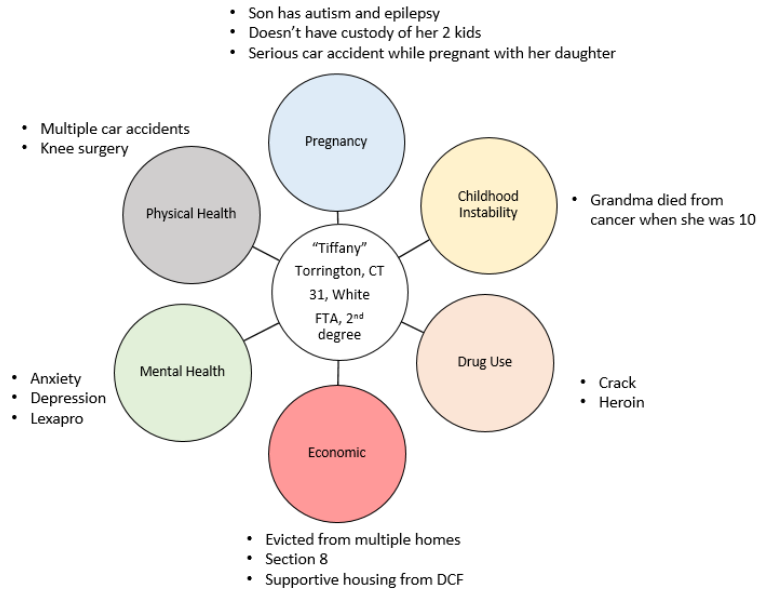 • Son has autism and epilepsy
• Doesn't have custody of her 2 kids
• Serious car accident while pregnant with her daughter
Pregnancy
• Multiple car accidents
• Knee surgery
Physical Health
Childhood
Instability
• Grandma died from
cancer when she was 10
“Tiffany”
Torrington, CT
31, White
FTA, 2nd
degree
Mental Health
• Anxiety
• Depression
• Lexapro
Drug Use
• Crack
• Heroin
Economic
• Evicted from multiple homes
• Section 8
• Supportive housing from DCF